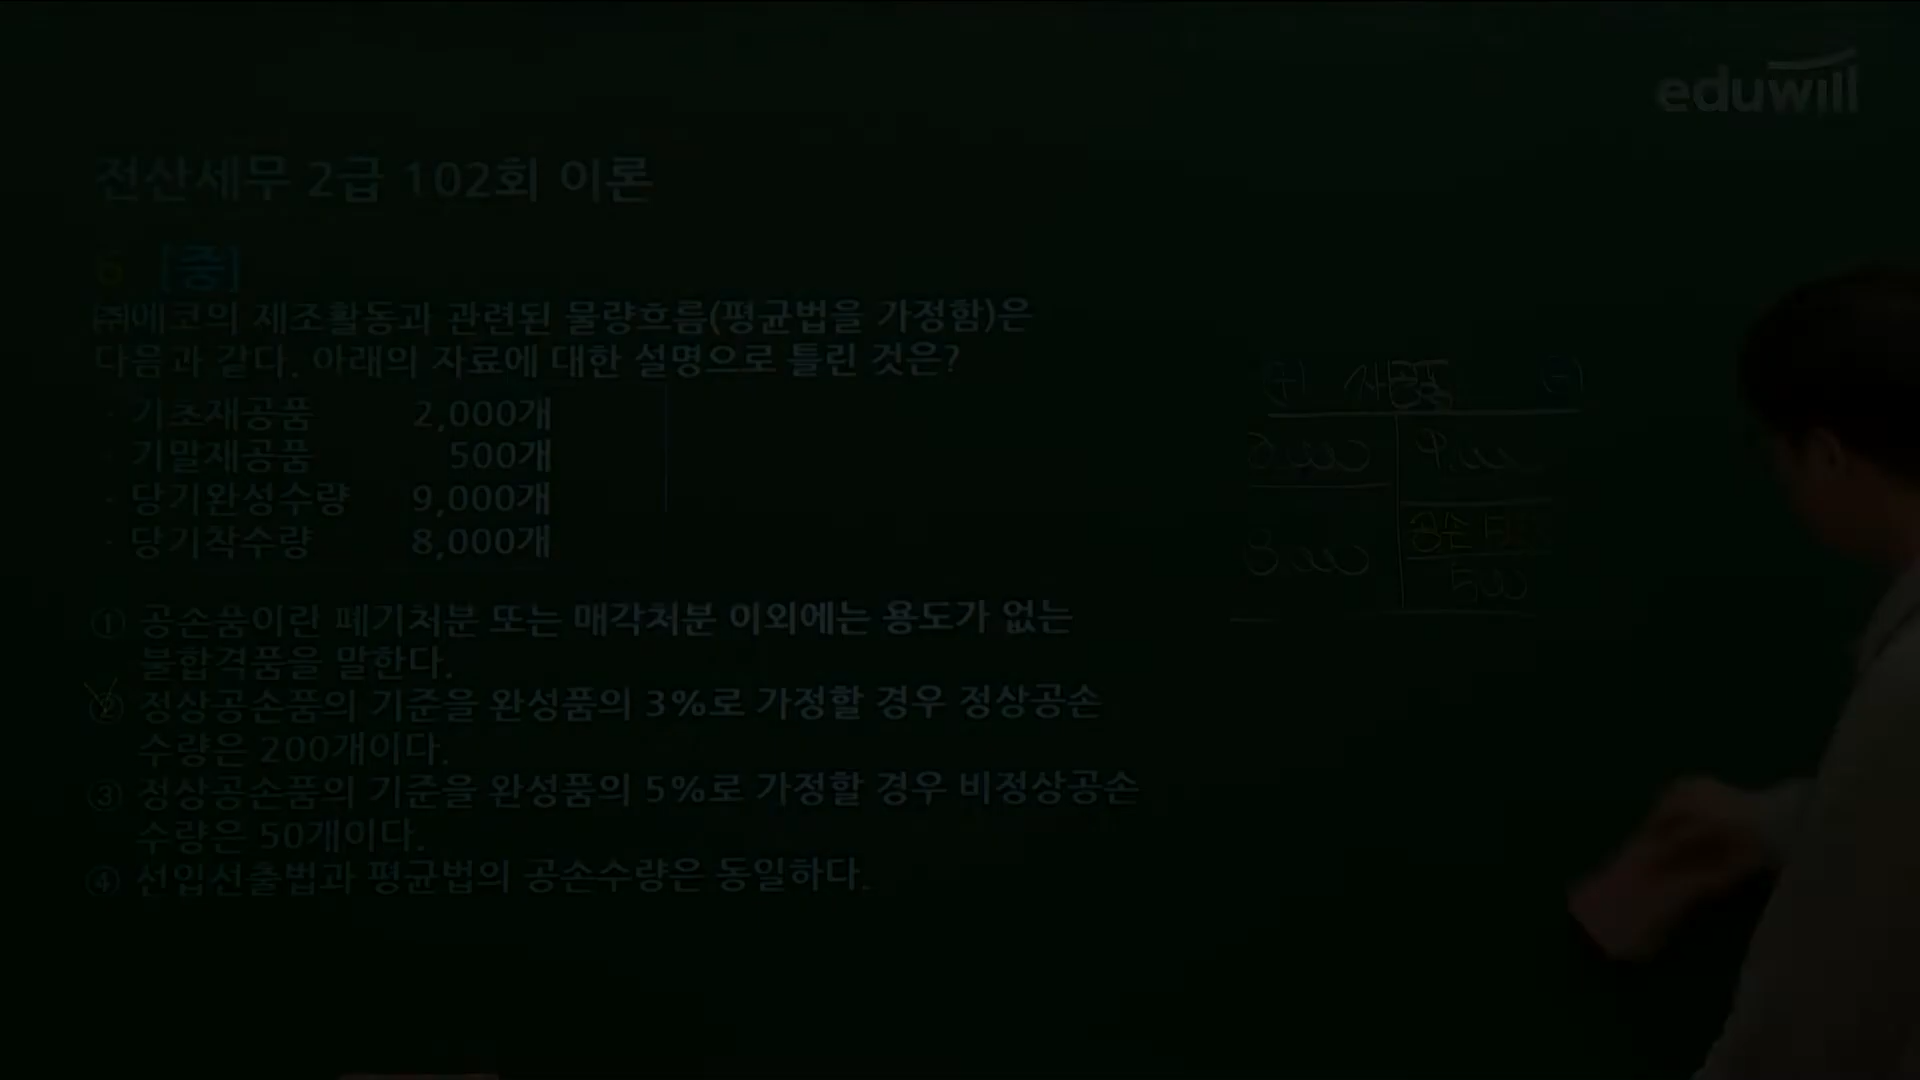 eduwill
전산세무 2급 102회 이론
6 [중]
㈜에코의 제조활동과 관련된 물량흐름(평균법을 가정함)은
다음과 같다. 아래의 자료에 대한 설명으로 틀린 것은?
· 기초재공품 2,000개
· 기말재공품 500개
· 당기완성수량 9,000개
· 당기착수량 8,000개
① 공손품이란 폐기처분 또는 매각처분 이외에는 용도가 없는
불합격품을 말한다.
② 정상공손품의 기준을 완성품의 3%로 가정할 경우 정상공손
수량은 200개이다.
③ 정상공손품의 기준을 완성품의 5%로 가정할 경우 비정상공손
수량은 50개이다.
④ 선입선출법과 평균법의 공손수량은 동일하다.
(+) 재공품 (-)
2,000 9,000
8,000 공손
500